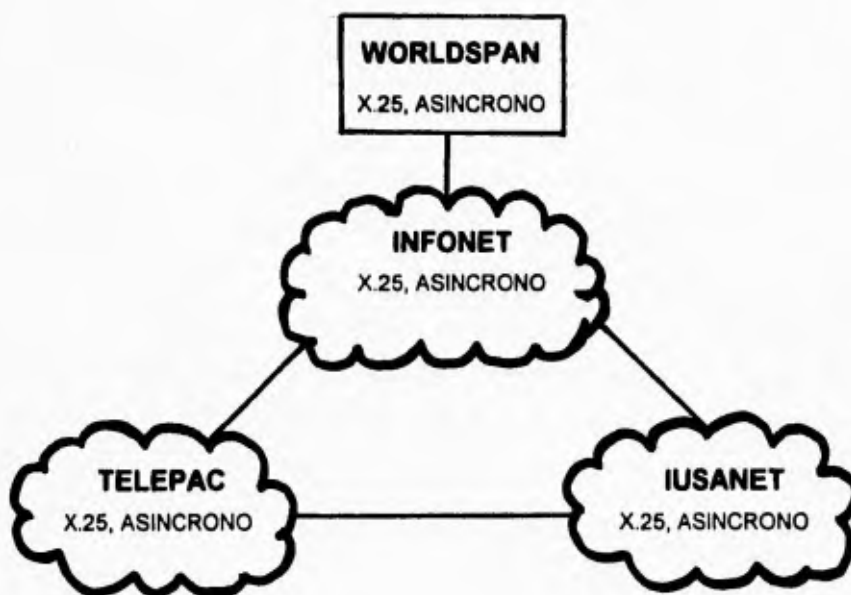 WORLDSPAN
X.25, ASINCRONO
INFONET
X.25, ASINCRONO
TELEPAC
X.25, ASINCRONO
IUSANET
X.25, ASINCRONO